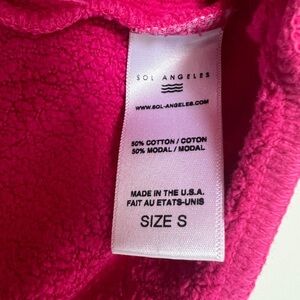 SOL ANGELES
WWW.SOL-ANGELES.COM
50% COTTON / COTON
50% MODAL / MODAL
MADE IN THE U.S.A.
FAIT AU ETATS-UNIS
SIZE S